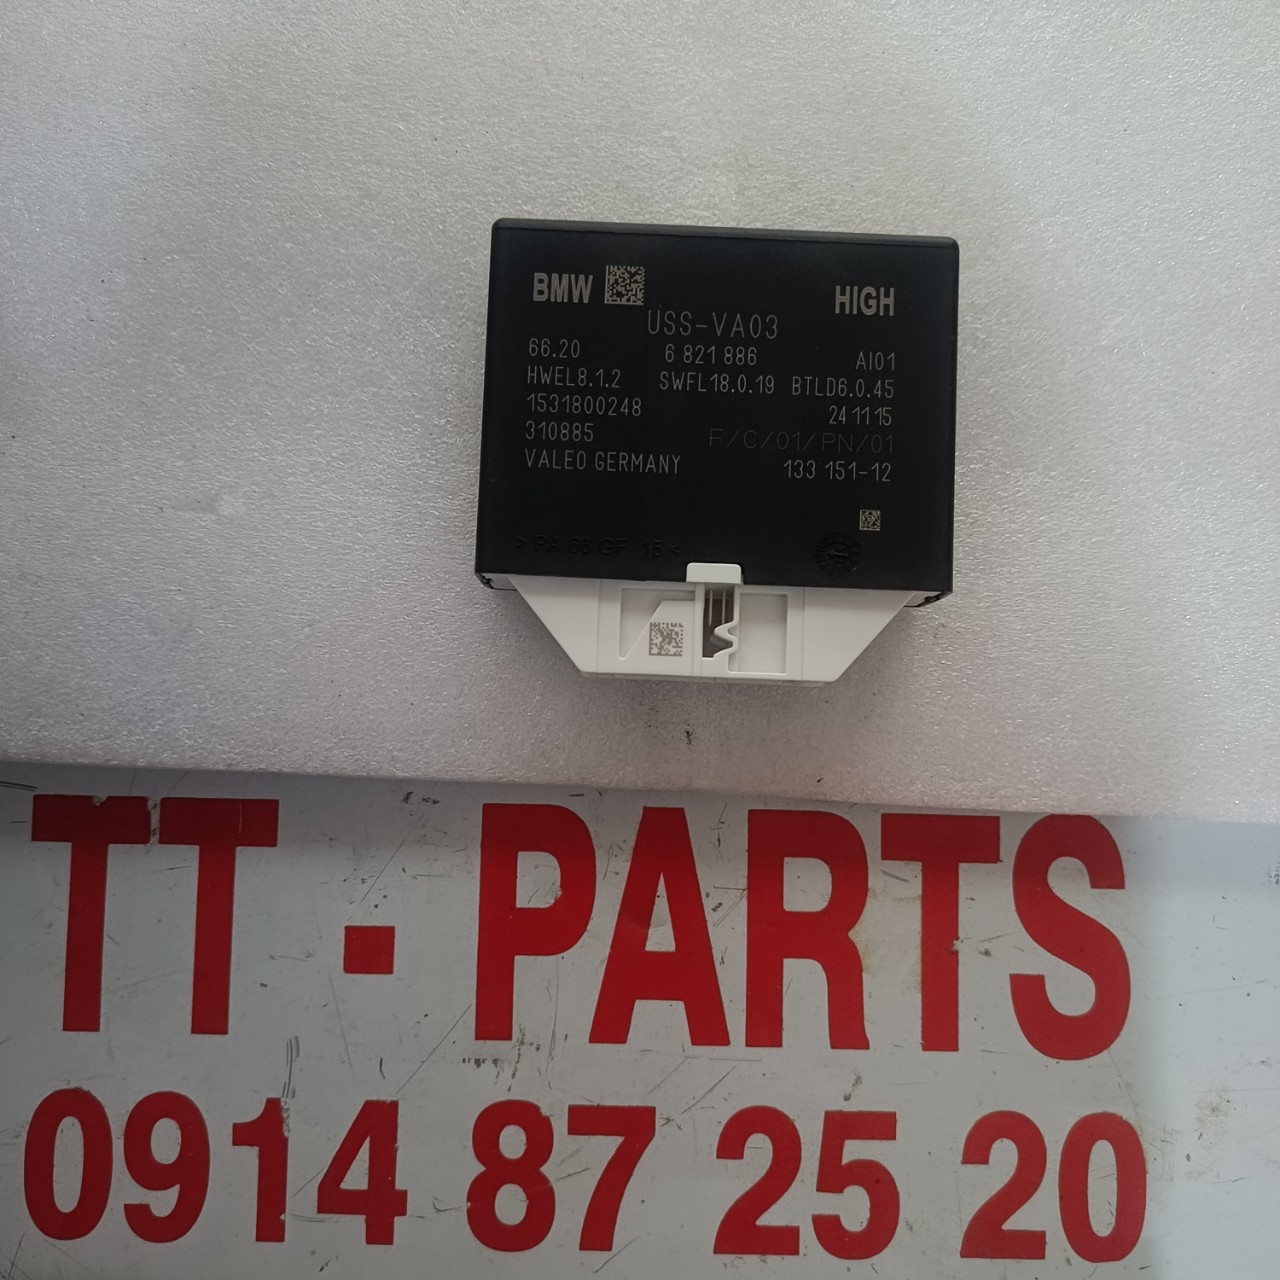 BMW HIGH
USS-VA03
66.20 6 821 886 AI01
HWEL8.1.2 SWFL18.0.19 BTLD6.0.45
1531800248 24 11 15
310885 F/C/01/PN/01
VALEO GERMANY 133 151-12
>PA 66 GF 15<
TT - PARTS
0914 87 25 20